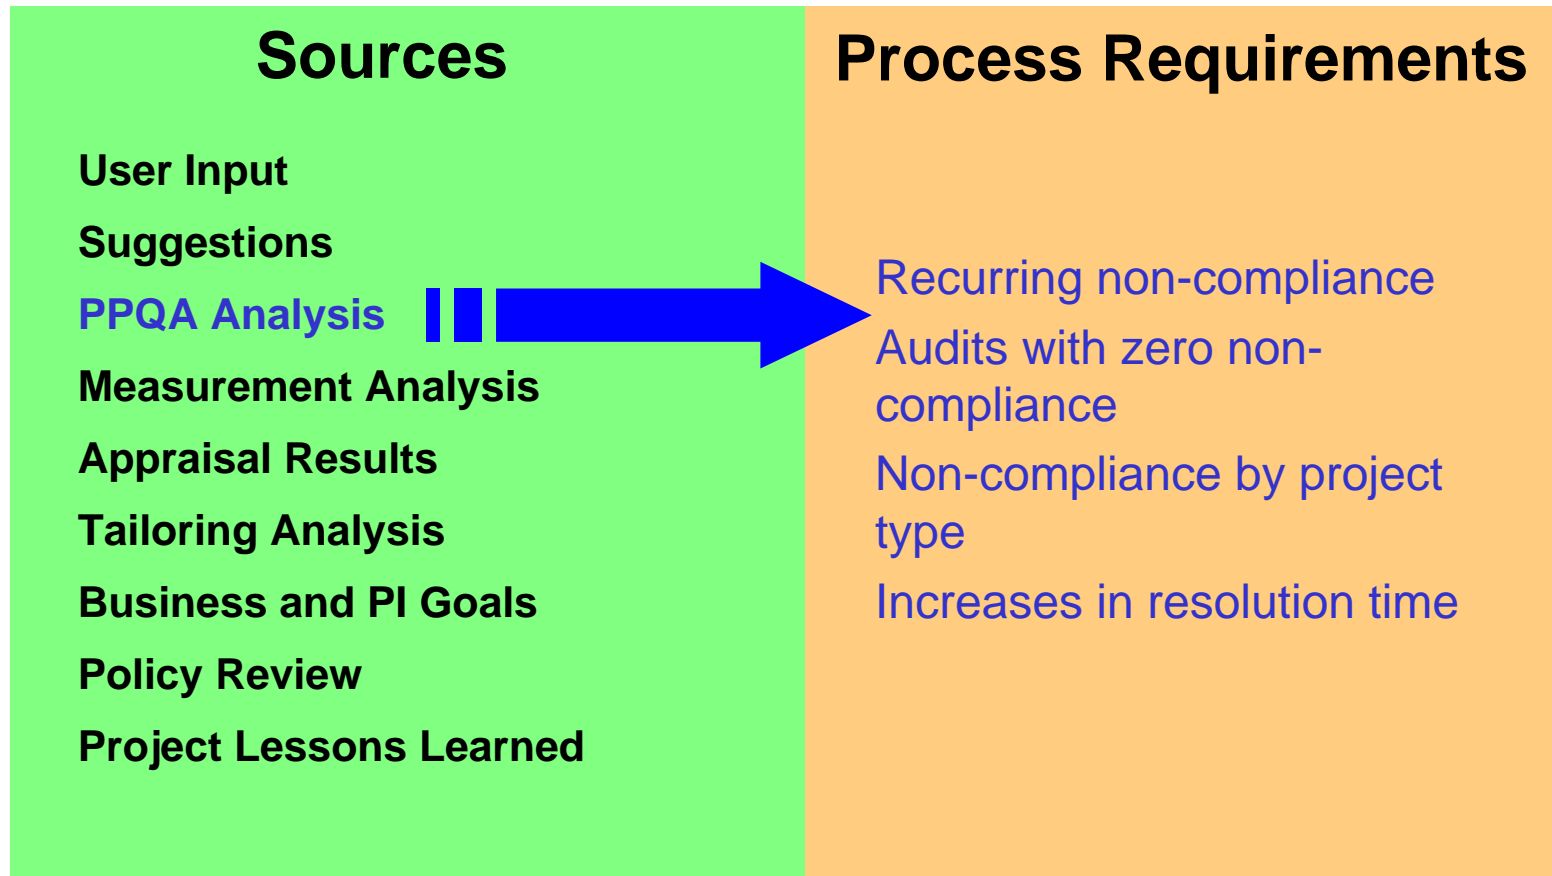 Sources
User Input
Suggestions
PPQA Analysis
Measurement Analysis
Appraisal Results
Tailoring Analysis
Business and PI Goals
Policy Review
Project Lessons Learned
Process Requirements
Recurring non-compliance
Audits with zero non-
compliance
Non-compliance by project
type
Increases in resolution time